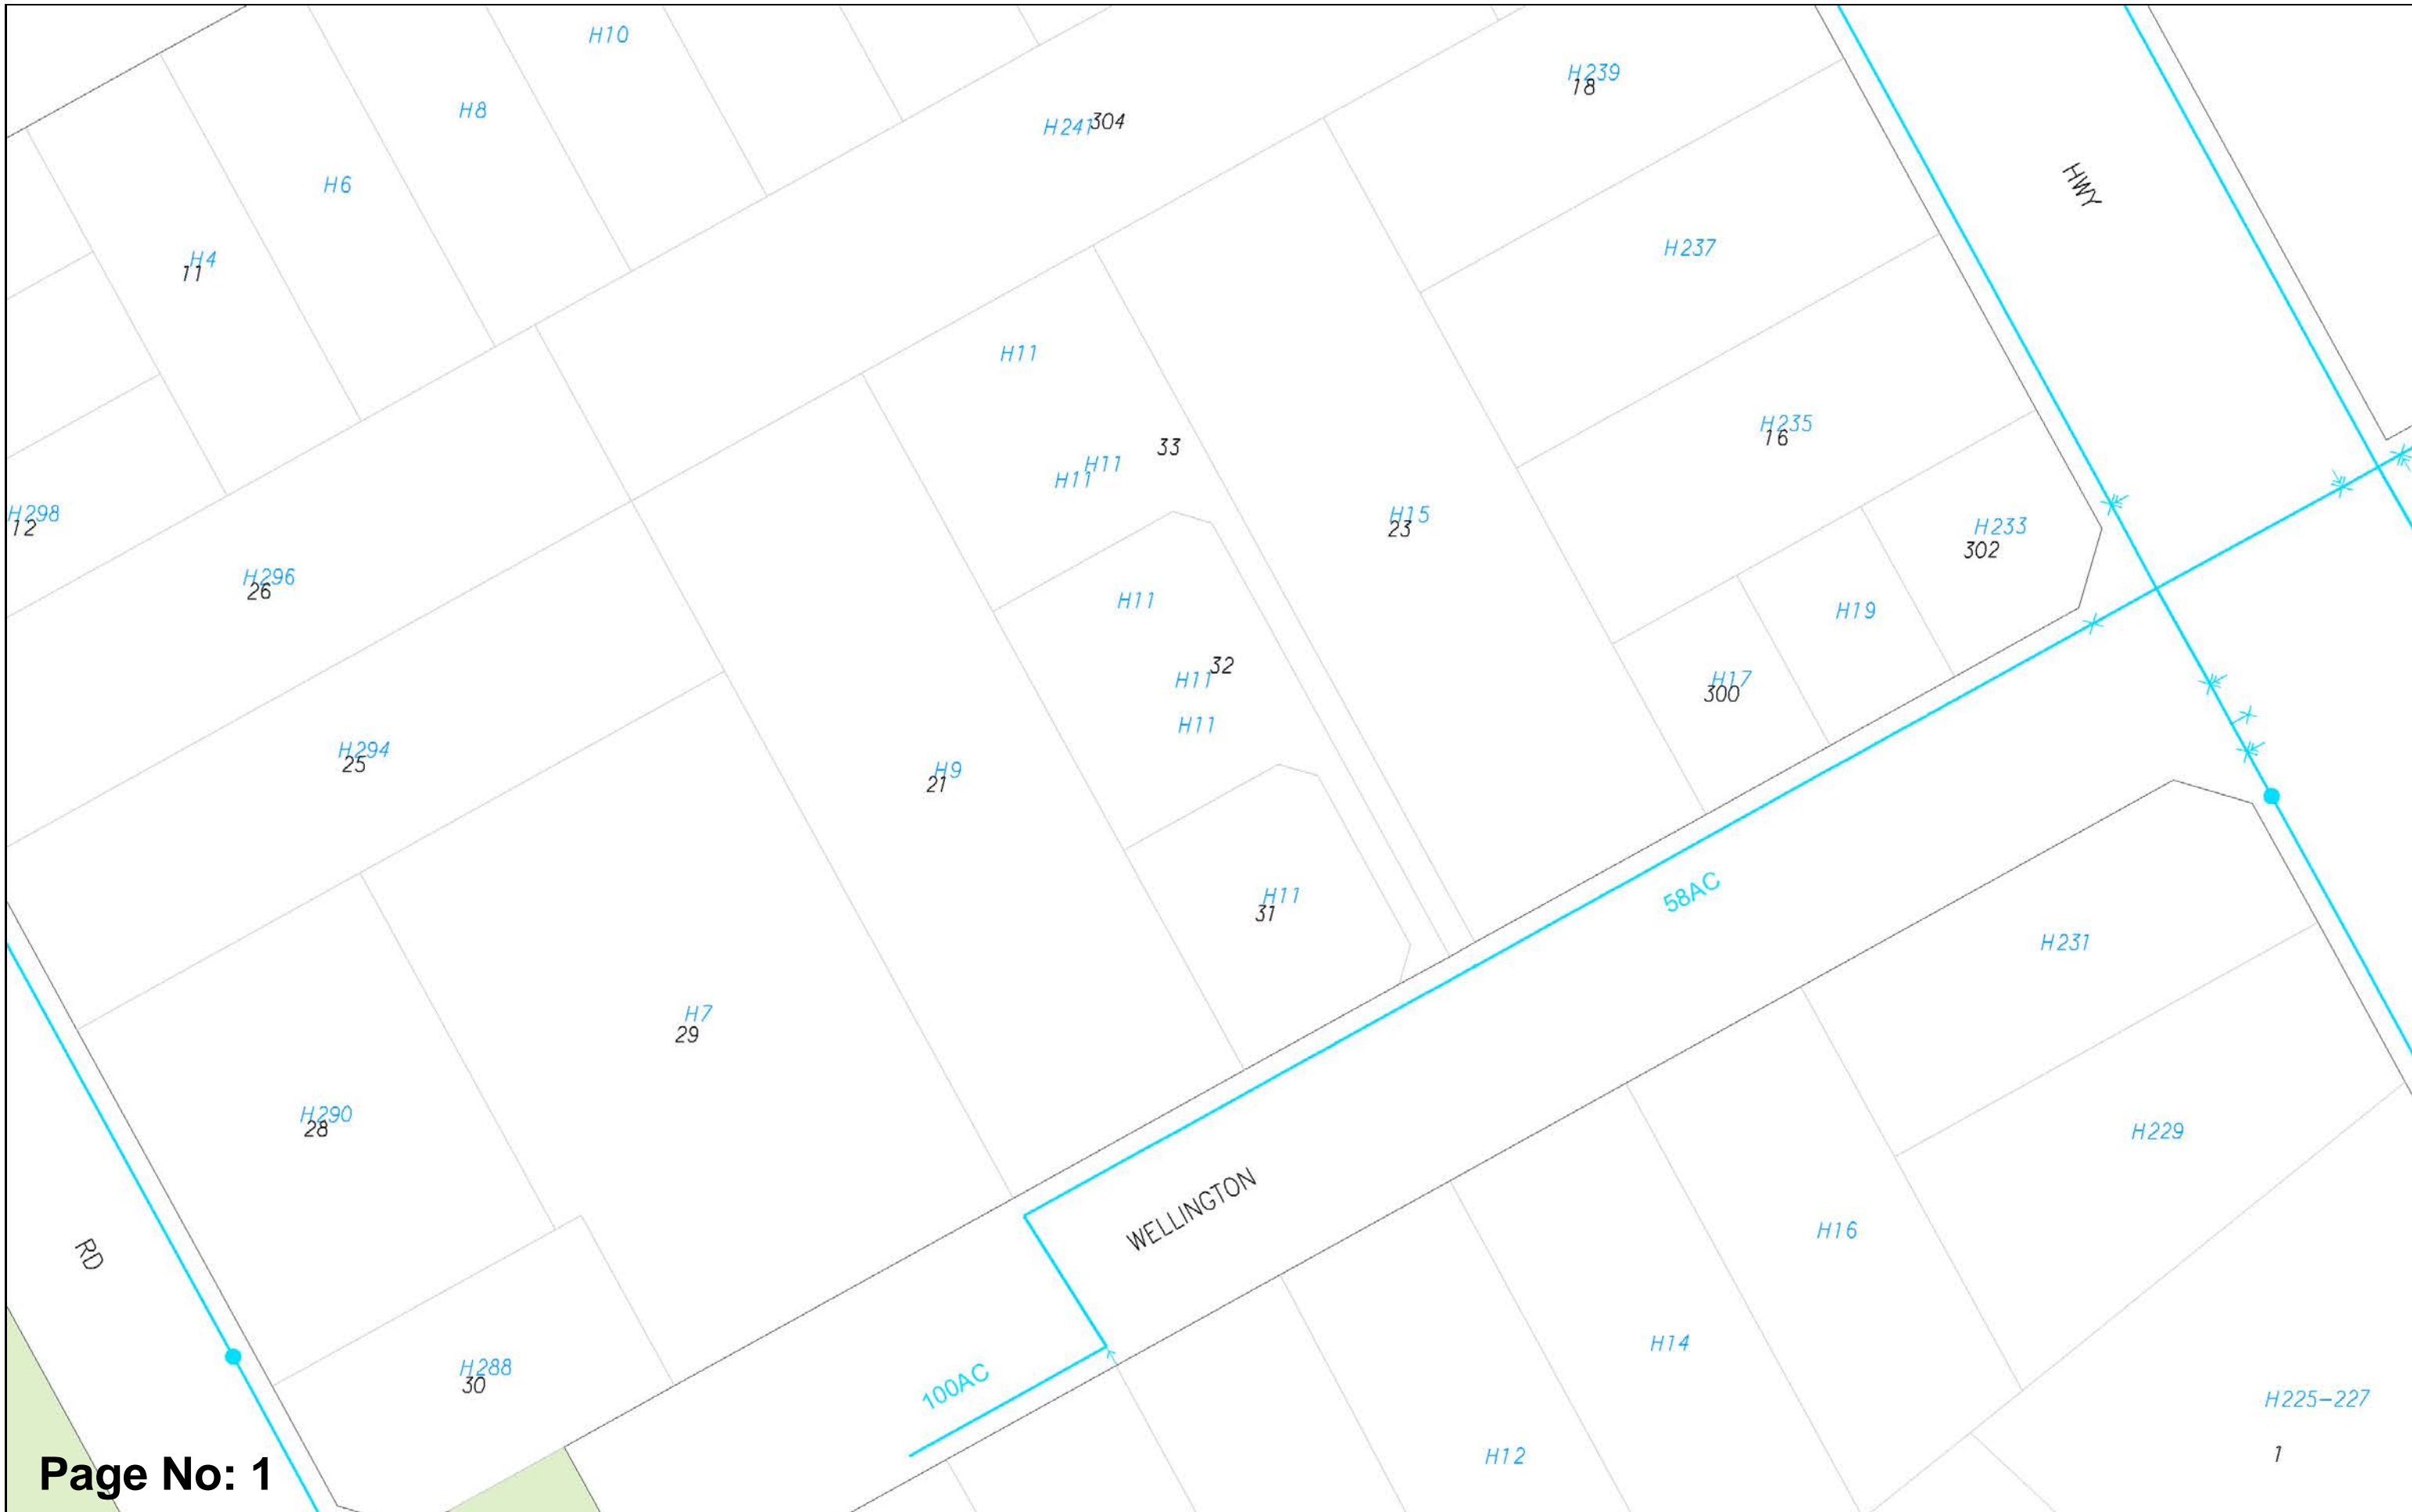 H10
H239
18
H8
H241
304
H6
HWY
H237
H4
11
H11
H235
16
33
H11
H11
H298
12
H15
23
H233
302
H296
26
H11
H19
32
H11
H17
300
H11
H294
25
H9
21
58AC
H11
31
H231
H7
29
H290
28
H229
WELLINGTON
H16
RD
H14
H288
30
100AC
H225-227
H12
1
Page No: 1